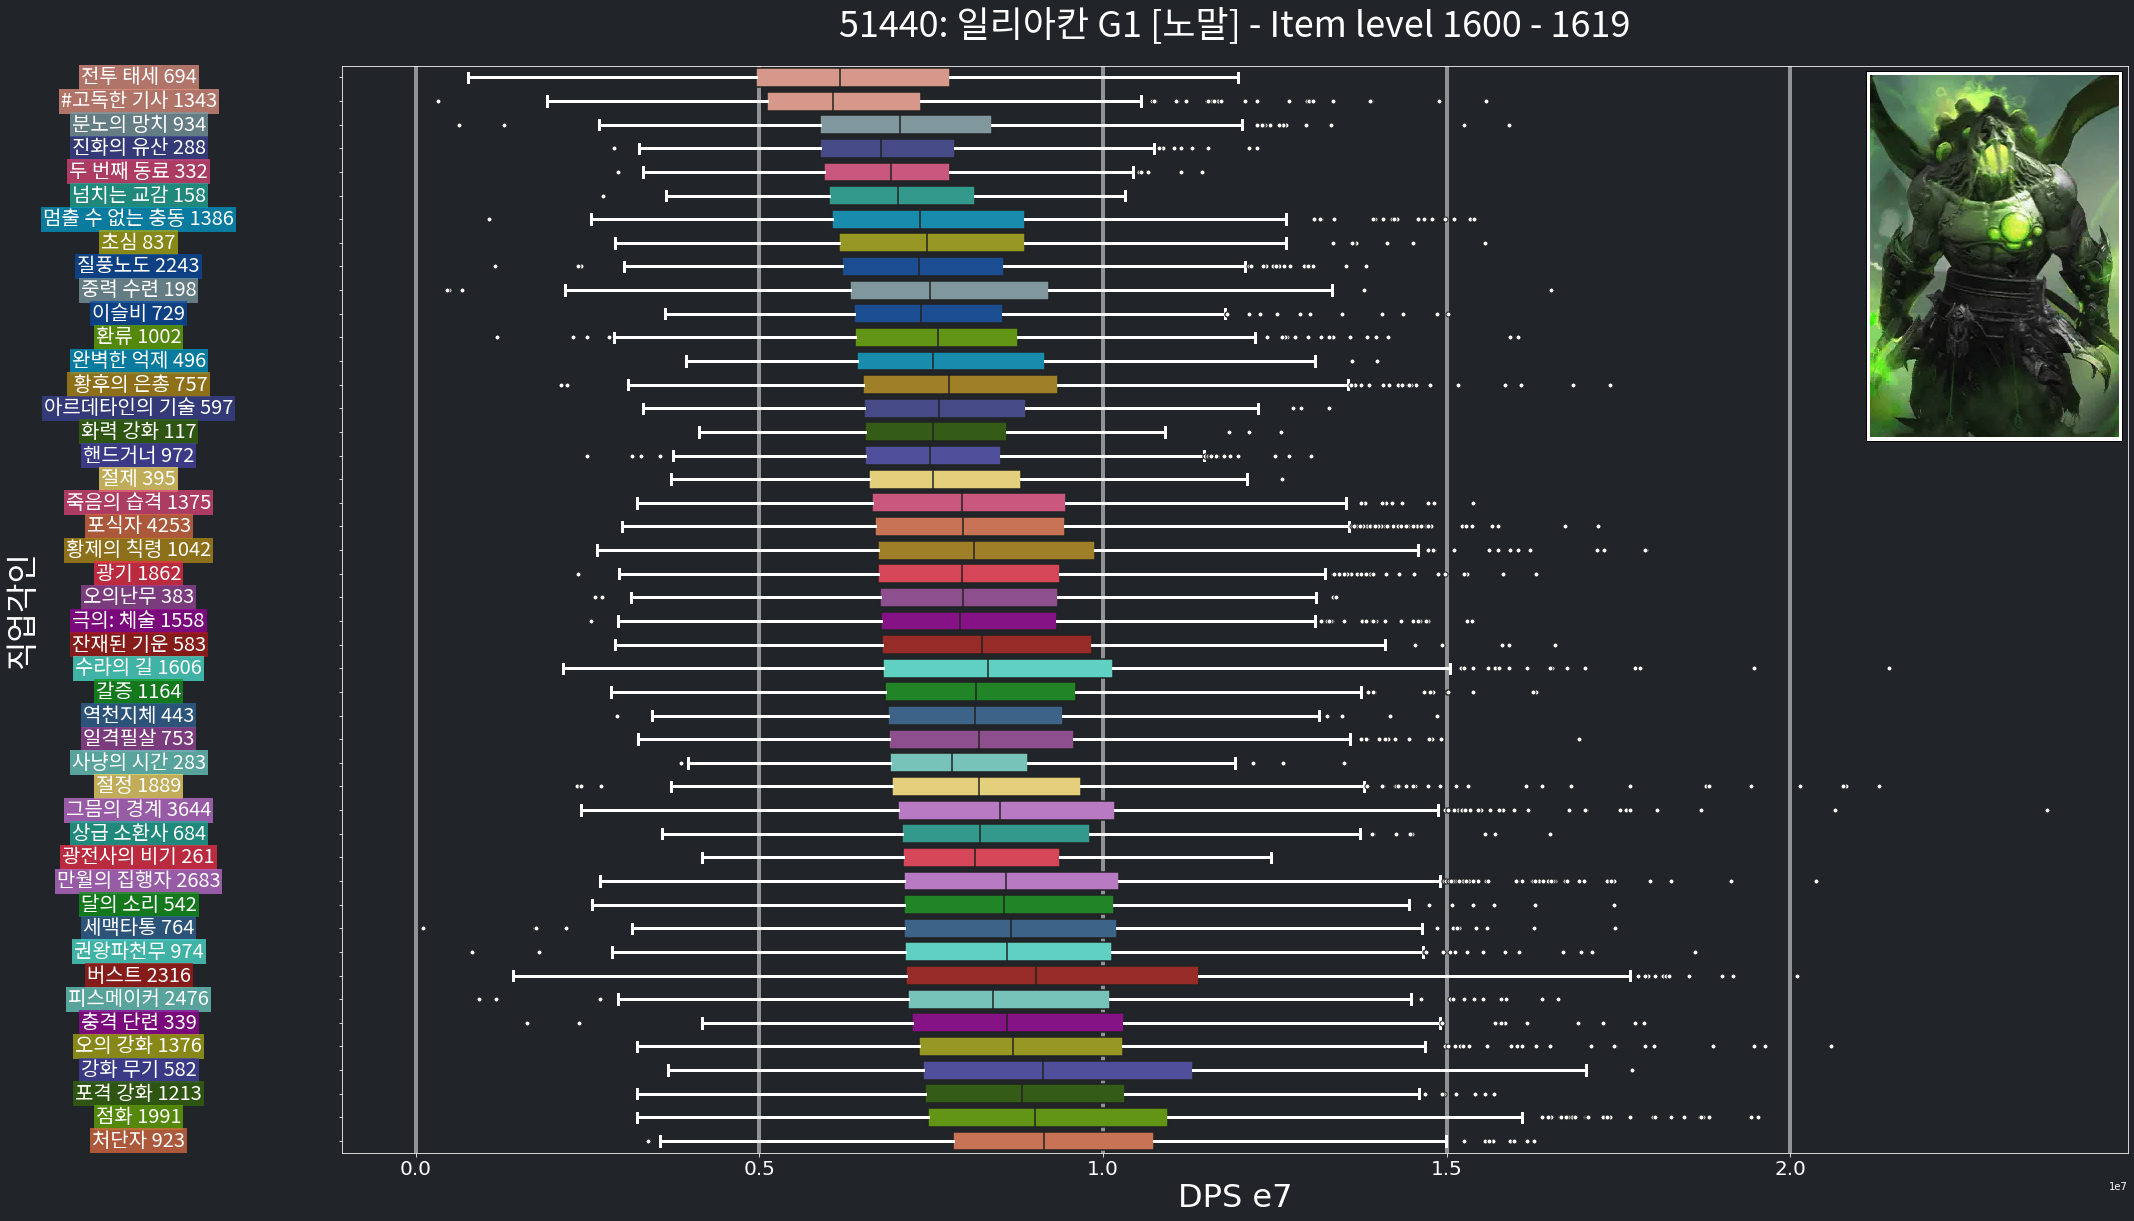 51440: 일리아칸 G1 [노말] - Item level 1600 - 1619
직업각인
전투 태세 694
#고독한 기사 1343
분노의 망치 934
진화의 유산 288
두 번째 동료 332
넘치는 교감 158
멈출 수 없는 충동 1386
초심 837
질풍노도 2243
중력 수련 198
이슬비 729
환류 1002
완벽한 억제 496
황후의 은총 757
아르데타인의 기술 597
화력 강화 117
핸드거너 972
절제 395
죽음의 습격 1375
포식자 4253
황제의 칙령 1042
광기 1862
오의난무 383
극의: 체술 1558
잔재된 기운 583
수라의 길 1606
갈증 1164
역천지체 443
일격필살 753
사냥의 시간 283
절정 1889
그믐의 경계 3644
상급 소환사 684
광전사의 비기 261
만월의 집행자 2683
달의 소리 542
세맥타통 764
권왕파천무 974
버스트 2316
피스메이커 2476
충격 단련 339
오의 강화 1376
강화 무기 582
포격 강화 1213
점화 1991
처단자 923
0.0 0.5 1.0 1.5 2.0
DPS e7
1e7